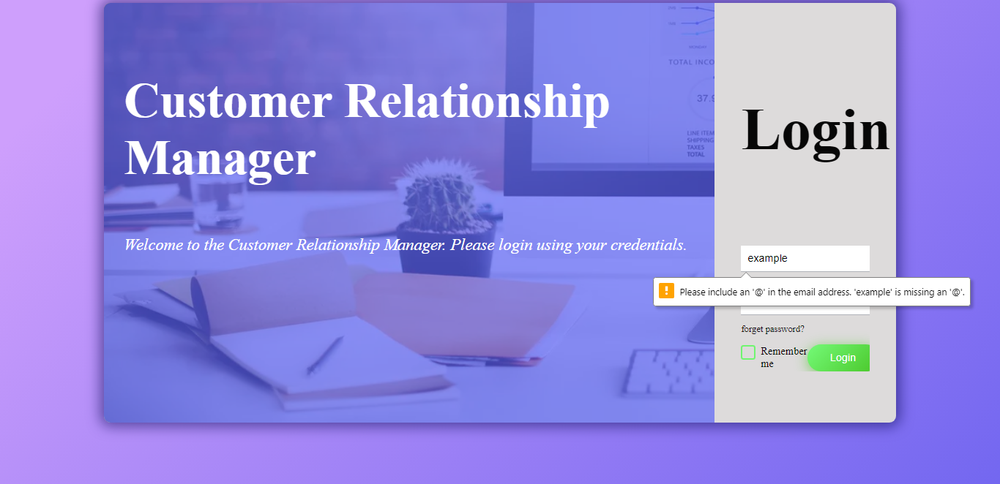 Customer Relationship
Manager
Welcome to the Customer Relationship Manager. Please login using your credentials.
MONDAY
TOTAL INCO
37.9
LINE ITEM
SHIPPING
TAXES
TOTAL
Login
example
Please include an '@' in the email address. 'example' is missing an '@'.
forget password?
Remember
me
Login